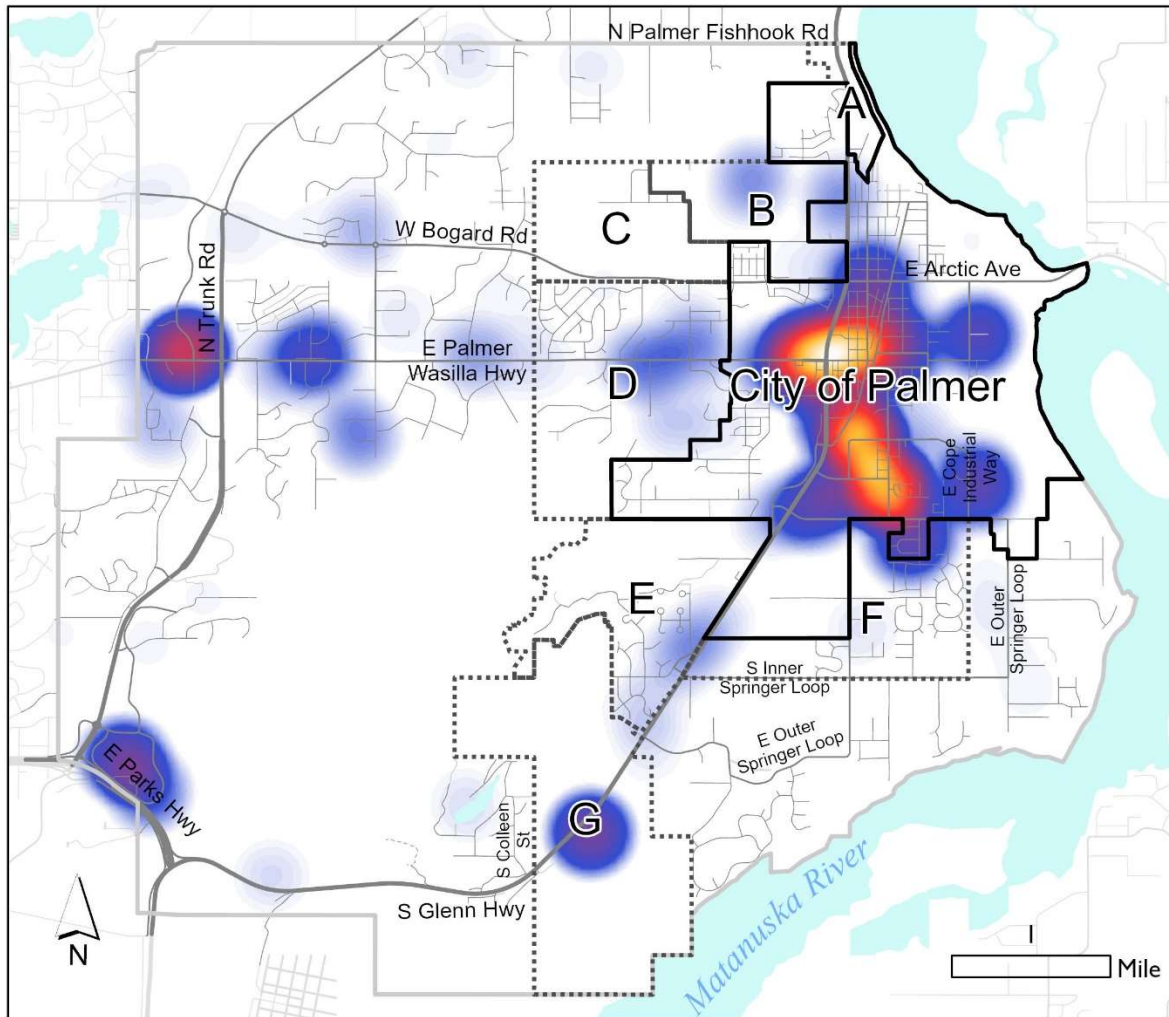 N Palmer Fishhook Rd
A
B
C
W Bogard Rd
N Trunk Rd
E Arctic Ave
E Palmer
Wasilla Hwy
D
City of Palmer
E Cope
Industrial
Way
E
F
E Outer
Springer Loop
S Inner
Springer Loop
E Outer
Springer Loop
E Parks Hwy
G
S Colleen
St
S Glenn Hwy
Matanuska River
N
1
Mile